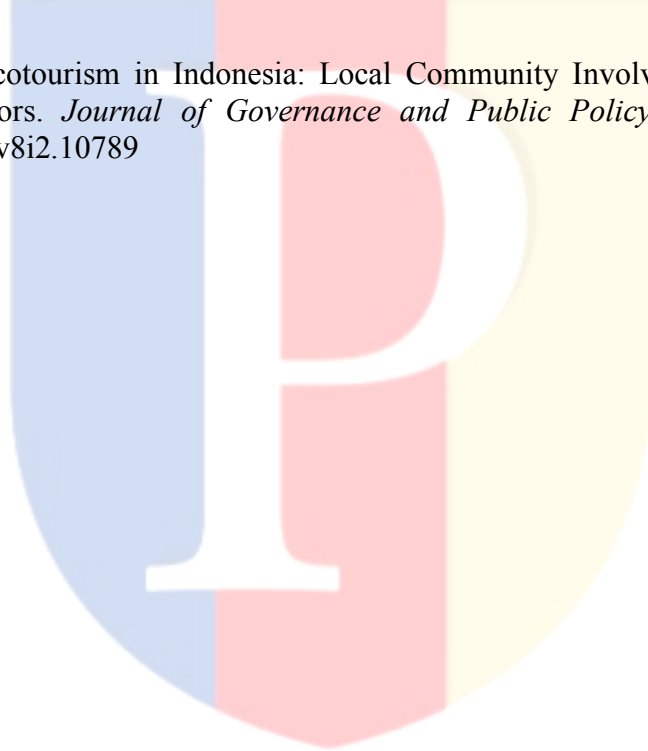 cotourism in Indonesia: Local Community Involv
ors. Journal of Governance and Public Policy
v8i2.10789
P